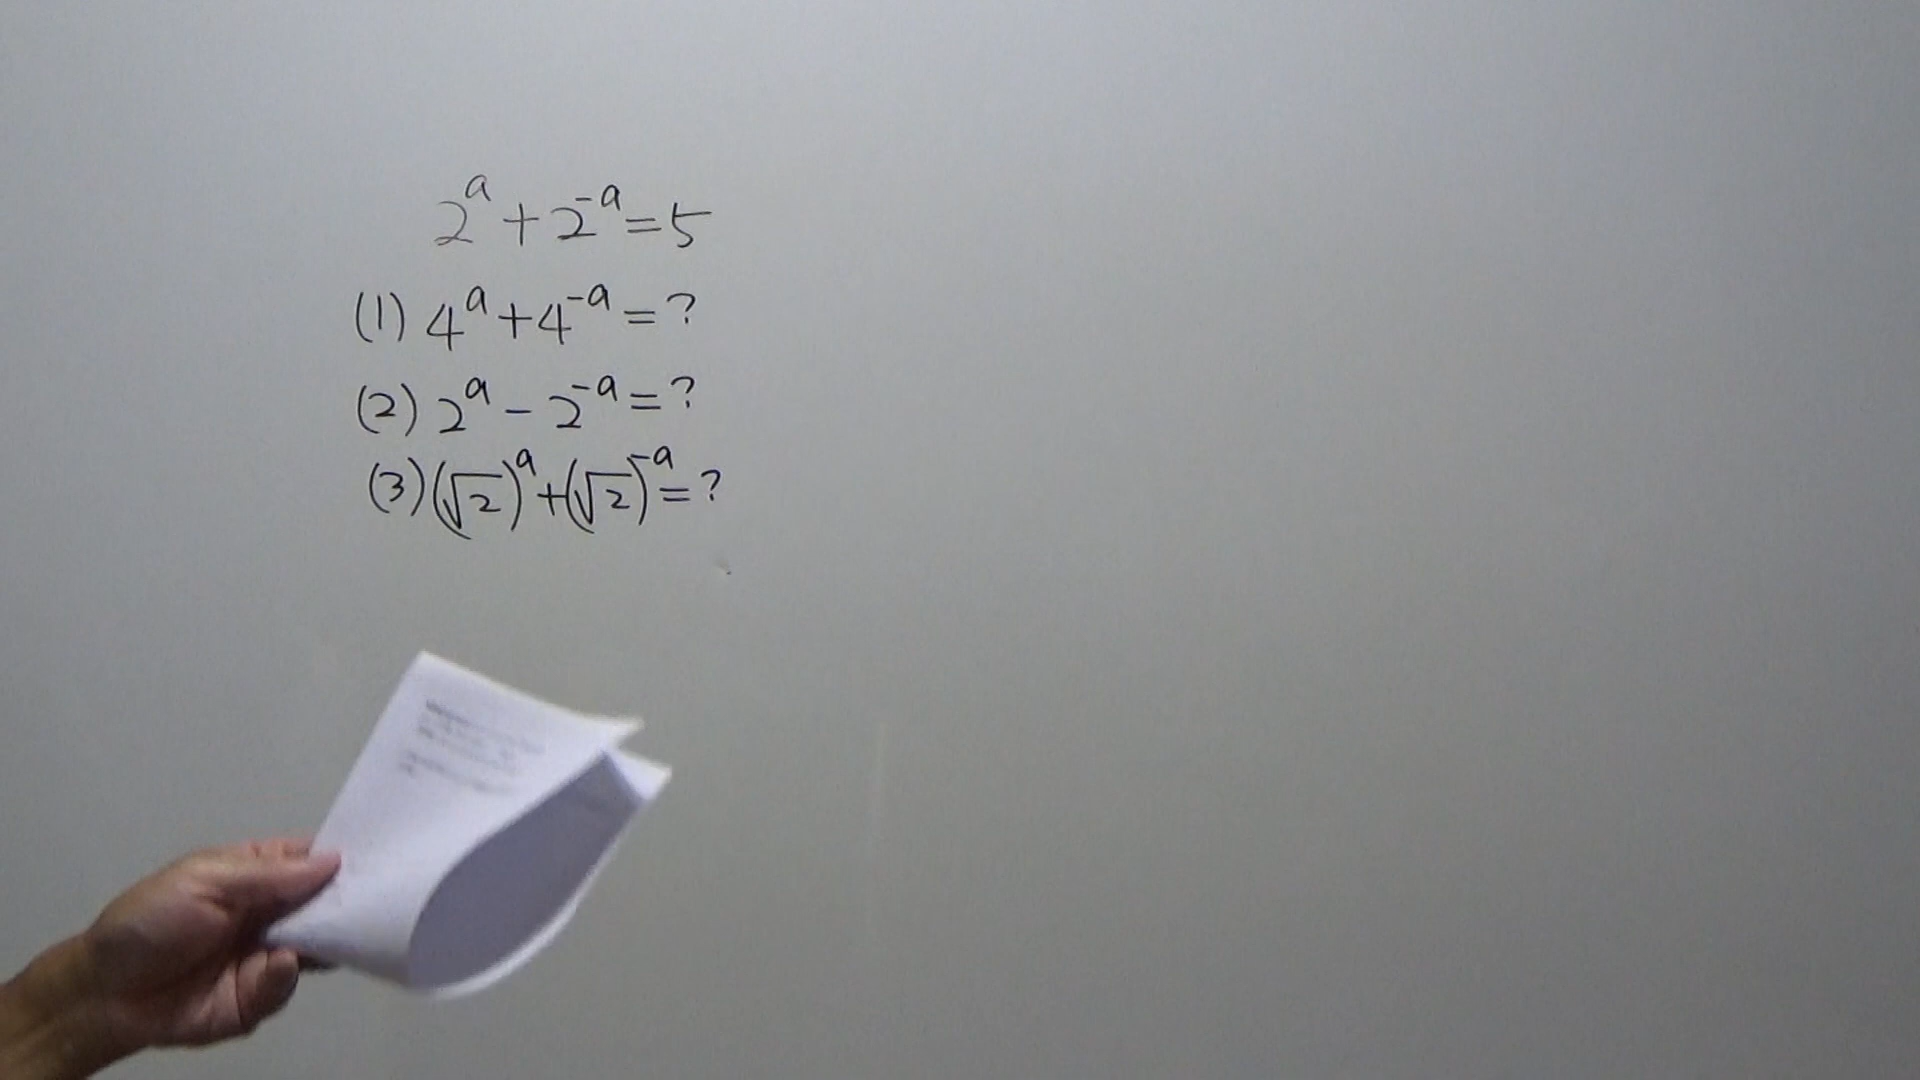 2^a + 2^-a = 5
(1) 4^a + 4^-a = ?
(2) 2^a - 2^-a = ?
(3) (√2)^a + (√2)^-a = ?